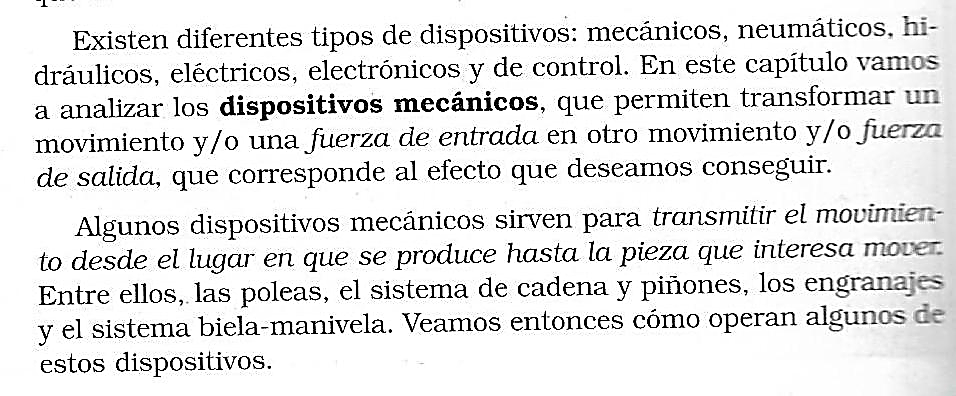 Existen diferentes tipos de dispositivos: mecánicos, neumáticos, hi-
dráulicos, eléctricos, electrónicos y de control. En este capítulo vamos
a analizar los dispositivos mecánicos, que permiten transformar un
movimiento y/o una fuerza de entrada en otro movimiento y/o fuerza
de salida, que corresponde al efecto que deseamos conseguir.
Algunos dispositivos mecánicos sirven para transmitir el movimien-
to desde el lugar en que se produce hasta la pieza que interesa mover.
Entre ellos, las poleas, el sistema de cadena y piñones, los engranajes
y el sistema biela-manivela. Veamos entonces cómo operan algunos de
estos dispositivos.